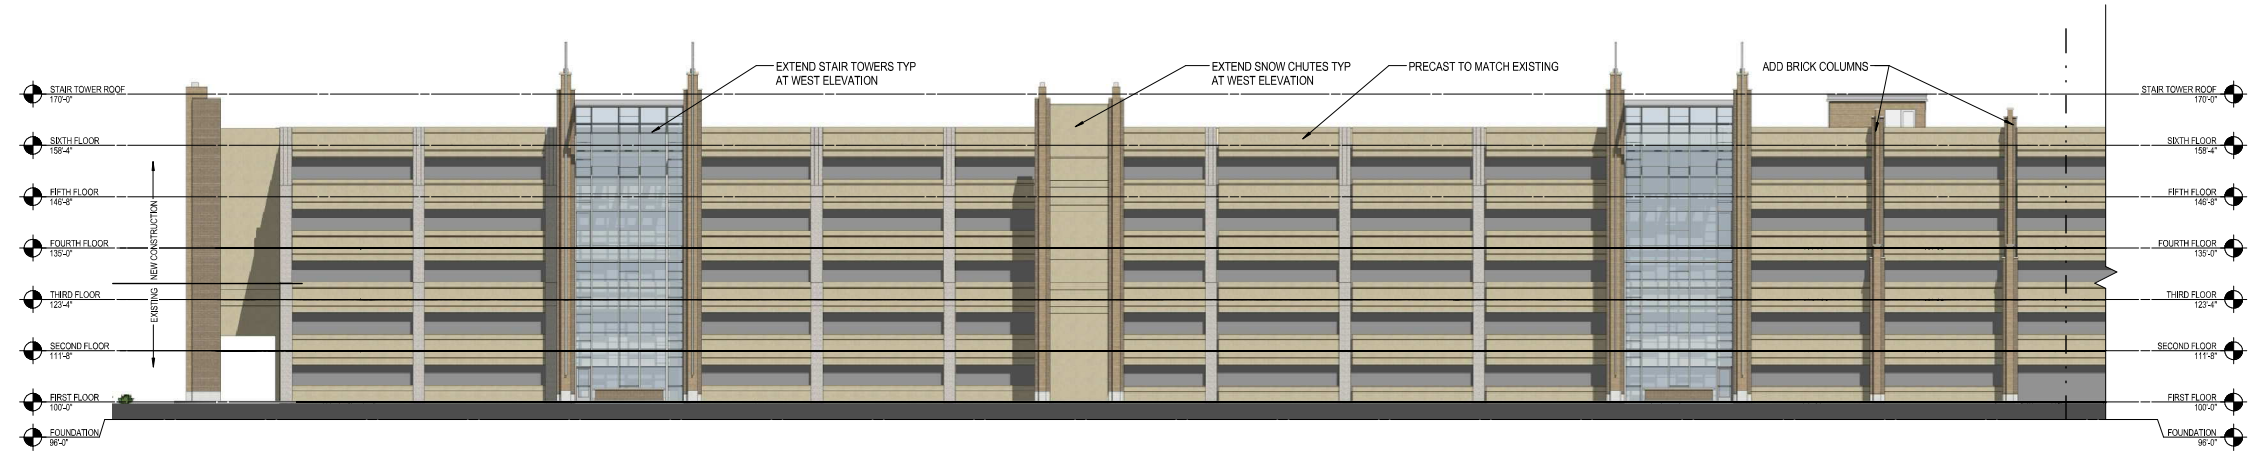 EXTEND STAIR TOWERS TYP
AT WEST ELEVATION
EXTEND SNOW CHUTES TYP
AT WEST ELEVATION
PRECAST TO MATCH EXISTING
ADD BRICK COLUMNS
STAIR TOWER ROOF
170'-0"
SIXTH FLOOR
158'-4"
FIFTH FLOOR
146'-8"
FOURTH FLOOR
135'-0"
THIRD FLOOR
123'-4"
SECOND FLOOR
111'-8"
FIRST FLOOR
100'-0"
FOUNDATION
96'-0"
EXISTING
NEW CONSTRUCTION
STAIR TOWER ROOF
170'-0"
SIXTH FLOOR
158'-4"
FIFTH FLOOR
146'-8"
FOURTH FLOOR
135'-0"
THIRD FLOOR
123'-4"
SECOND FLOOR
111'-8"
FIRST FLOOR
100'-0"
FOUNDATION
96'-0"